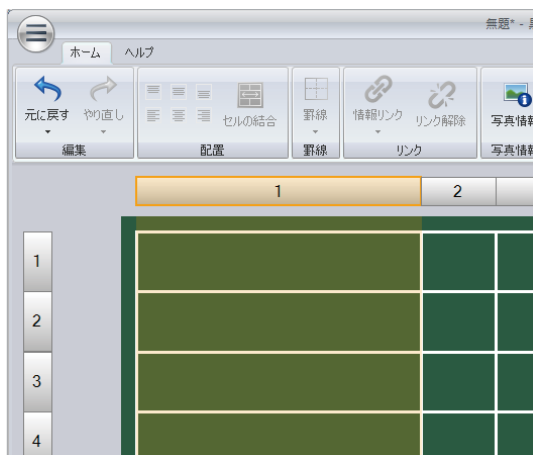 無題* -
ホーム ヘルプ
元に戻す やり直し セルの結合 罫線 情報リンク リンク解除 写真情報
編集 配置 罫線 リンク 写真情報
1 2
1
2
3
4